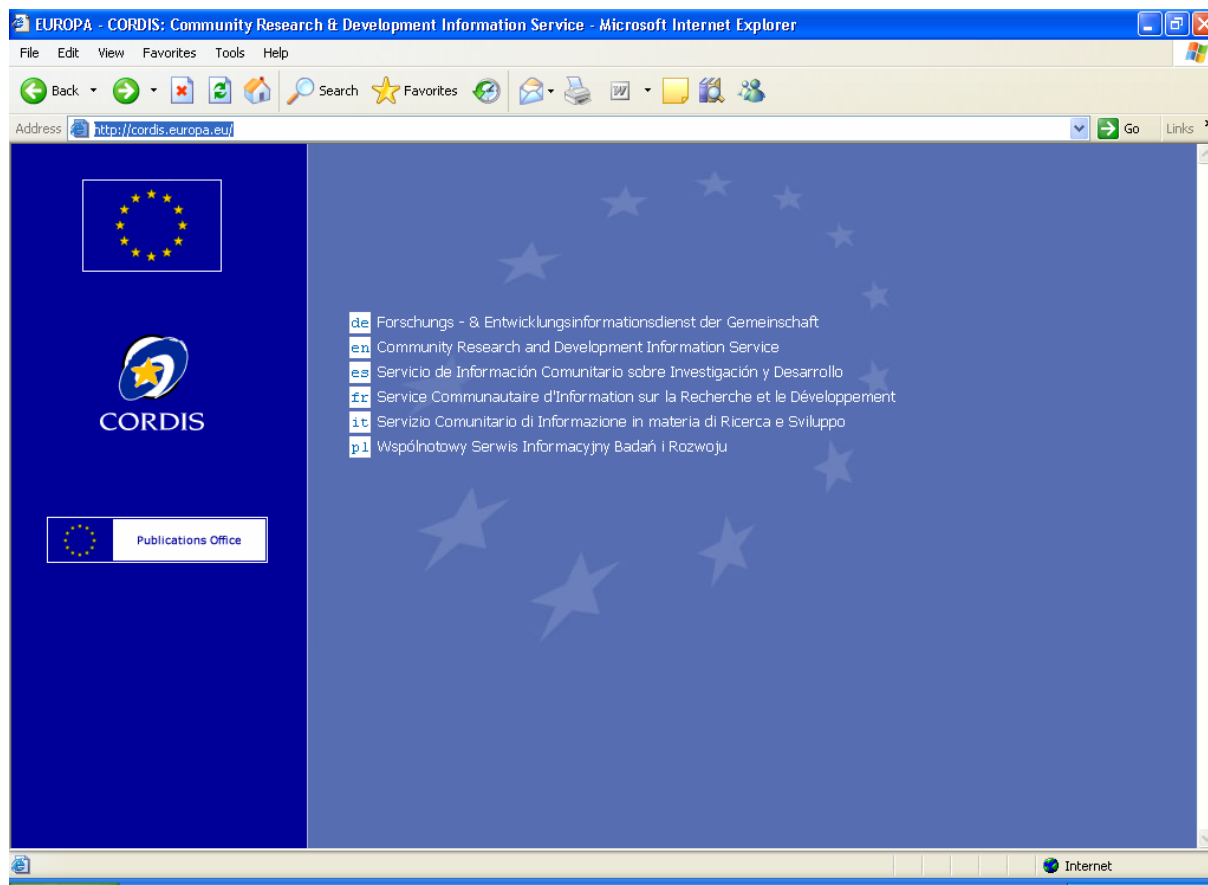 EUROPA - CORDIS: Community Research & Development Information Service - Microsoft Internet Explorer
File Edit View Favorites Tools Help
Back Search Favorites
Address http://cordis.europa.eu/ Go Links
de Forschungs - & Entwicklungsinformationsdienst der Gemeinschaft
en Community Research and Development Information Service
es Servicio de Información Comunitario sobre Investigación y Desarrollo
fr Service Communautaire d'Information sur la Recherche et le Développement
it Servizio Comunitario di Informazione in materia di Ricerca e Sviluppo
pl Wspólnotowy Serwis Informacyjny Badań i Rozwoju
CORDIS
Publications Office
Internet